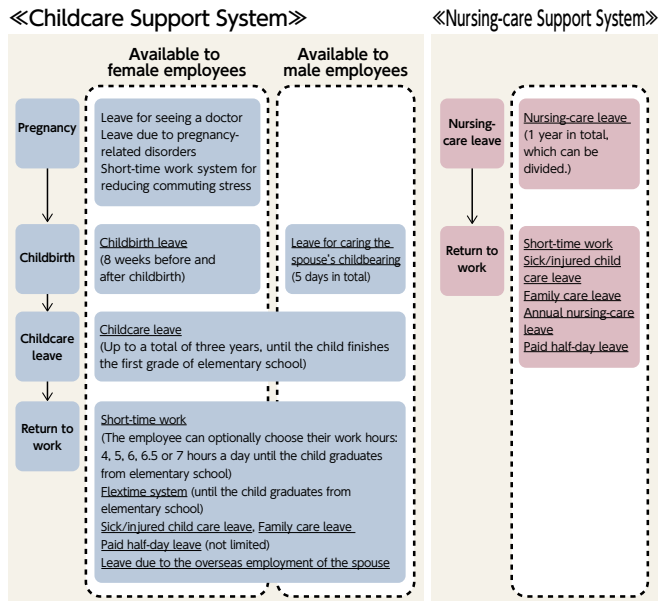 ≪Childcare Support System≫
Available to
female employees
Available to
male employees
Pregnancy
Leave for seeing a doctor
Leave due to pregnancy-
related disorders
Short-time work system for
reducing commuting stress
Childbirth
Childbirth leave
(8 weeks before and
after childbirth)
Leave for caring the
spouse's childbearing
(5 days in total)
Childcare
leave
Childcare leave
(Up to a total of three years, until the child finishes
the first grade of elementary school)
Return to
work
Short-time work
(The employee can optionally choose their work hours:
4, 5, 6, 6.5 or 7 hours a day until the child graduates
from elementary school)
Flextime system (until the child graduates from
elementary school)
Sick/injured child care leave, Family care leave
Paid half-day leave (not limited)
Leave due to the overseas employment of the spouse
≪Nursing-care Support System≫
Nursing-
care leave
Nursing-care leave
(1 year in total,
which can be
divided.)
Return to
work
Short-time work
Sick/injured child
care leave
Family care leave
Annual nursing-care
leave
Paid half-day leave